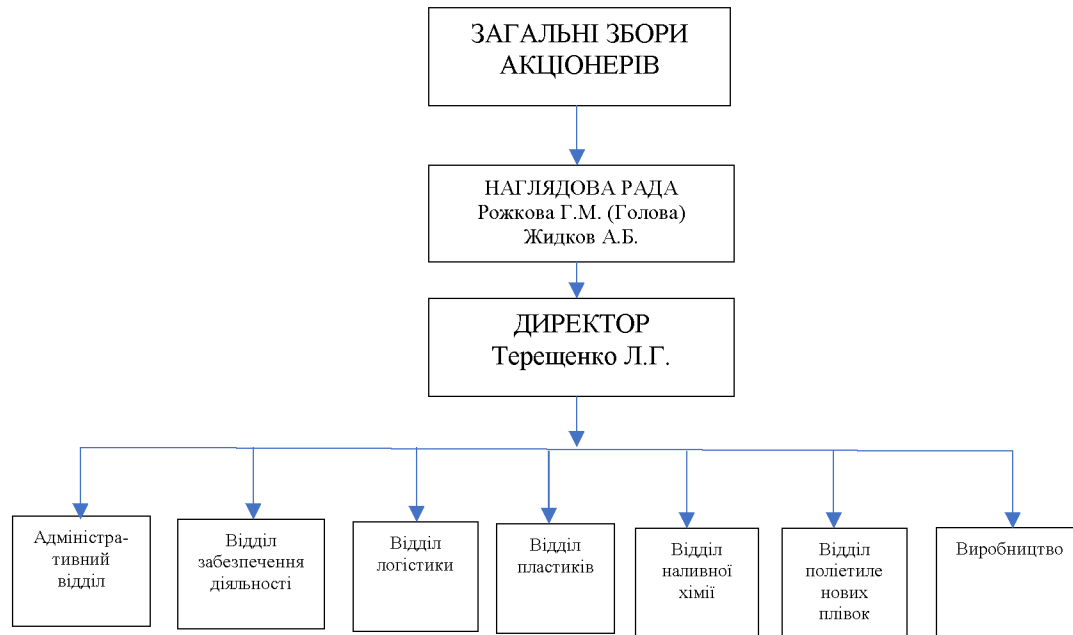 ЗАГАЛЬНІ ЗБОРИ
АКЦІОНЕРІВ
НАГЛЯДОВА РАДА
Рожкова Г.М. (Голова)
Жидков А.Б.
ДИРЕКТОР
Терещенко Л.Г.
Адміністра-
тивний
відділ
Відділ
забезпечення
діяльності
Відділ
логістики
Відділ
пластиків
Відділ
наливної
хімії
Відділ
поліетиле
нових
плівок
Виробництво